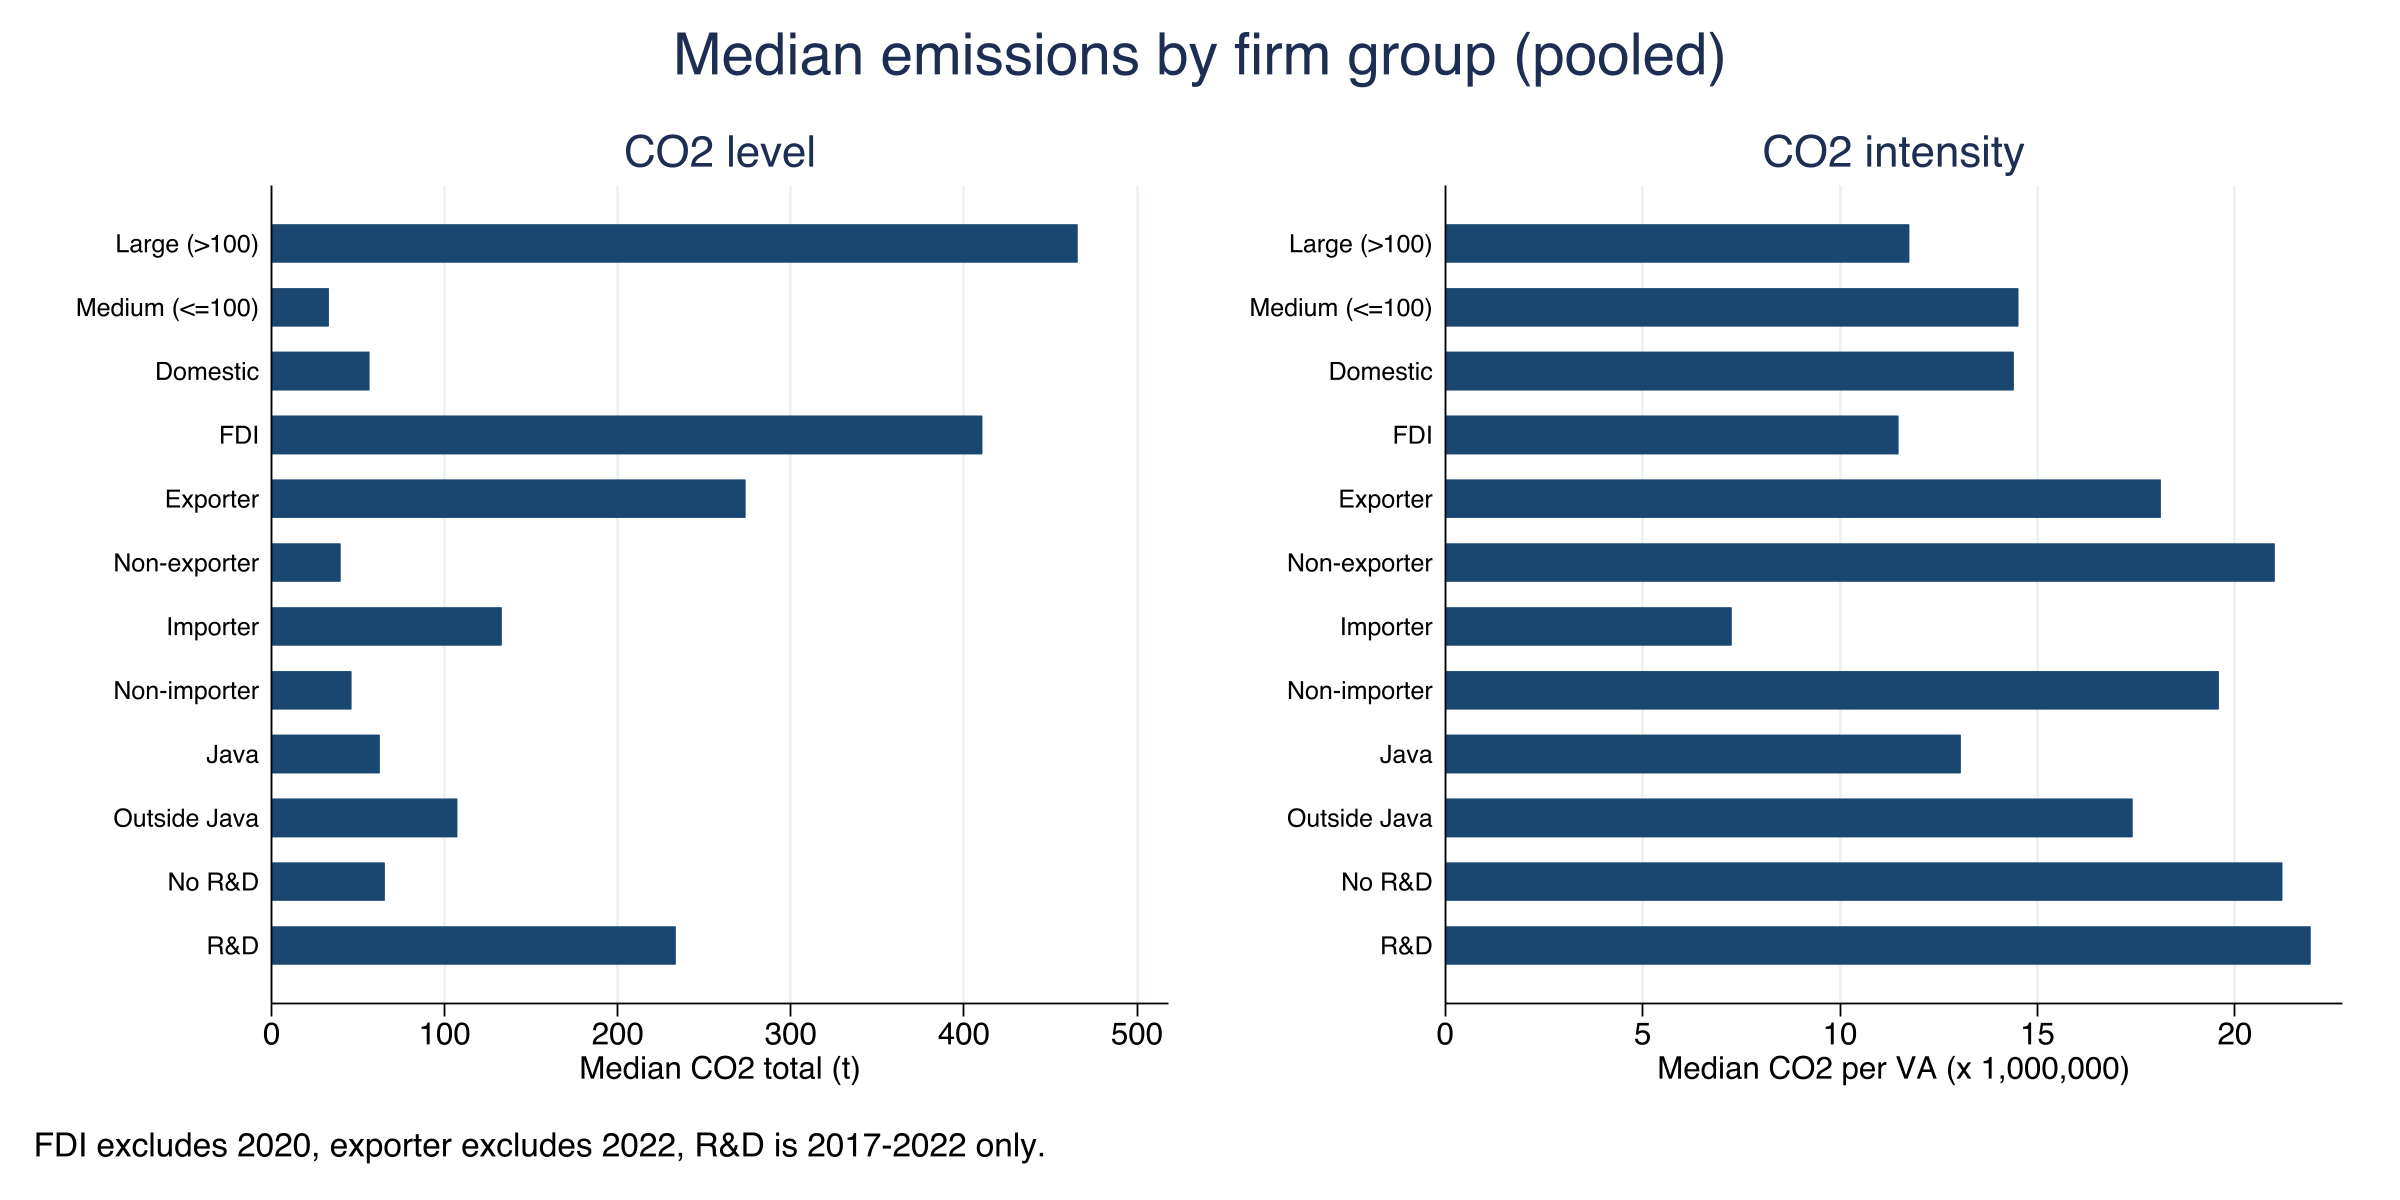 Median emissions by firm group (pooled)
CO2 level
Large (>100)
Medium (<=100)
Domestic
FDI
Exporter
Non-exporter
Importer
Non-importer
Java
Outside Java
No R&D
R&D
0 100 200 300 400 500
Median CO2 total (t)
CO2 intensity
Large (>100)
Medium (<=100)
Domestic
FDI
Exporter
Non-exporter
Importer
Non-importer
Java
Outside Java
No R&D
R&D
0 5 10 15 20
Median CO2 per VA (x 1,000,000)
FDI excludes 2020, exporter excludes 2022, R&D is 2017-2022 only.